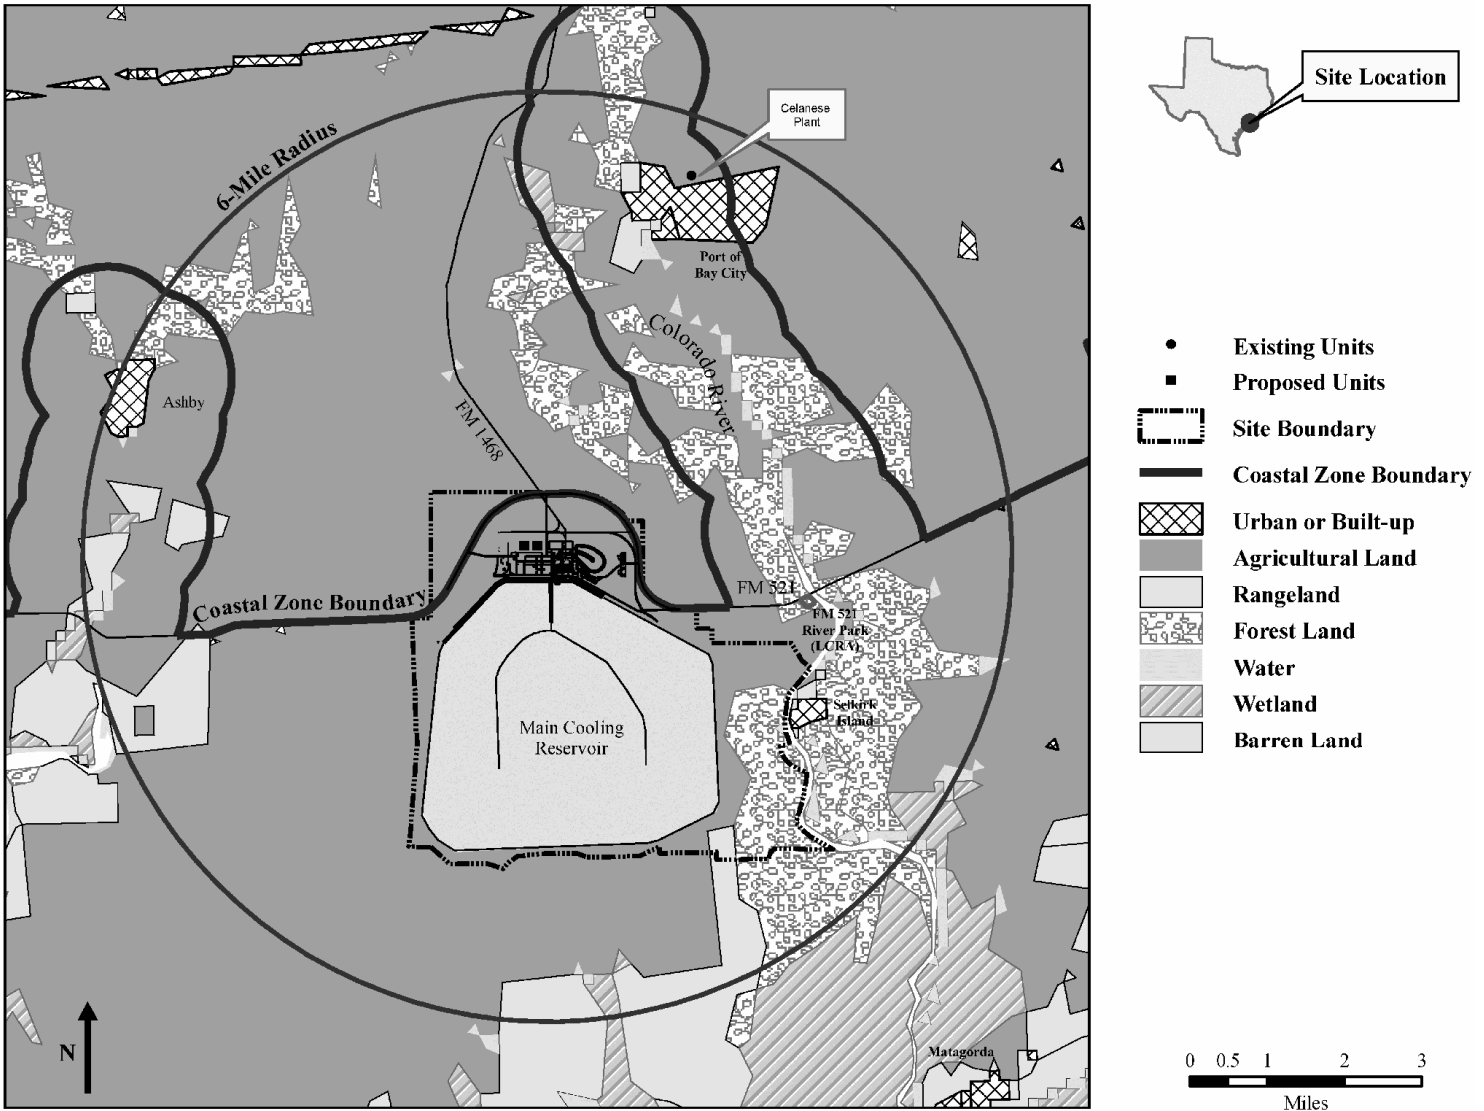 Celanese
Plant
6-Mile Radius
Port of
Bay City
Colorado River
Ashby
FM 1468
Coastal Zone Boundary
FM 521
FM 521
River Park
(LCRA)
Selkirk
Island
Main Cooling
Reservoir
Matagorda
N
Site Location
Existing Units
Proposed Units
Site Boundary
Coastal Zone Boundary
Urban or Built-up
Agricultural Land
Rangeland
Forest Land
Water
Wetland
Barren Land
0 0.5 1 2 3
Miles